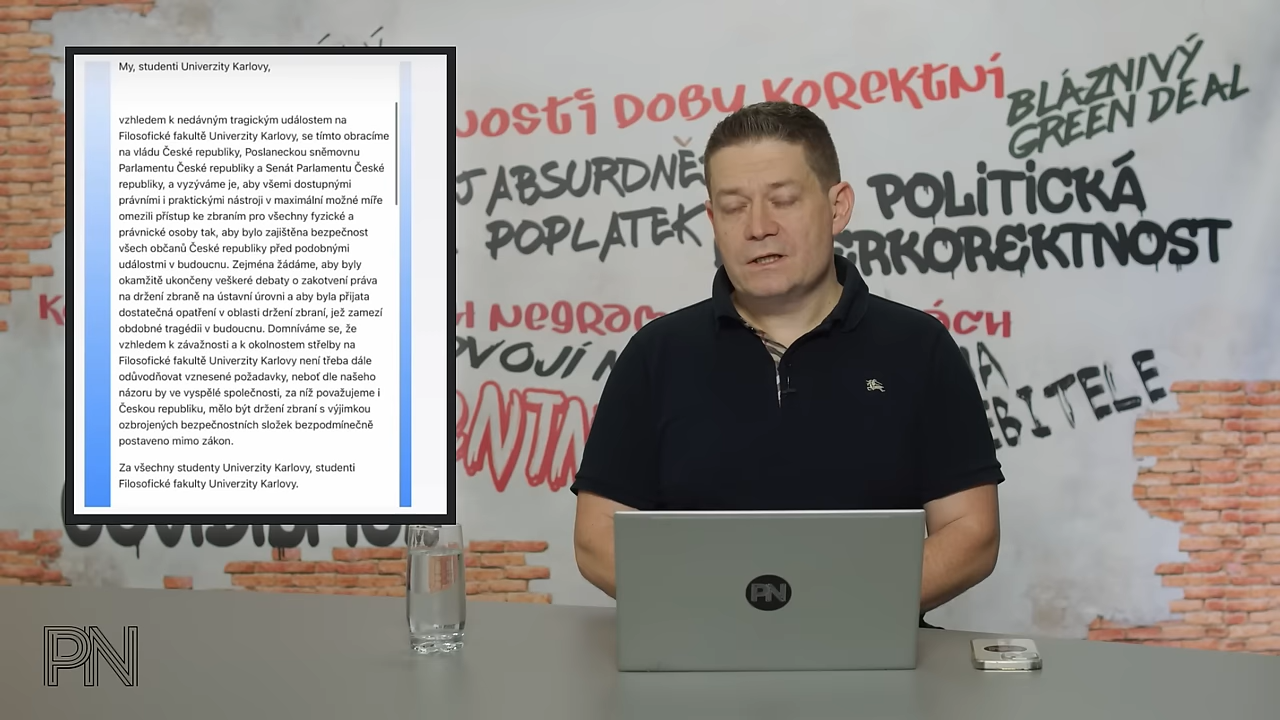 My, studenti Univerzity Karlovy,
vzhledem k nedávným tragickým událostem na
Filosofické fakultě Univerzity Karlovy, se tímto obracíme
na vládu České republiky, Poslaneckou sněmovnu
Parlamentu České republiky a Senát Parlamentu České
republiky, a vyzýváme je, aby všemi dostupnými
právními i praktickými nástroji v maximální možné míře
omezili přístup ke zbraním pro všechny fyzické a
právnické osoby tak, aby bylo zajištěna bezpečnost
všech občanů České republiky před podobnými
událostmi v budoucnu. Zejména žádáme, aby byly
okamžitě ukončeny veškeré debaty o zakotvení práva
na držení zbraně na ústavní úrovni a aby byla přijata
dostatečná opatření v oblasti držení zbraní, jež zamezí
obdobné tragédii v budoucnu. Domníváme se, že
vzhledem k závažnosti a k okolnostem střelby na
Filosofické fakultě Univerzity Karlovy není třeba dále
odůvodňovat vznesené požadavky, neboť dle našeho
názoru by ve vyspělé společnosti, za níž považujeme i
Českou republiku, mělo být držení zbraní s výjimkou
ozbrojených bezpečnostních složek bezpodmínečně
postaveno mimo zákon.
Za všechny studenty Univerzity Karlovy, studenti
Filosofické fakulty Univerzity Karlovy.
DOBY KOREKTNÍ
BLÁZNIVÝ
GREEN DEAL
POPLATEK
POLITICKÁ
PN
PN